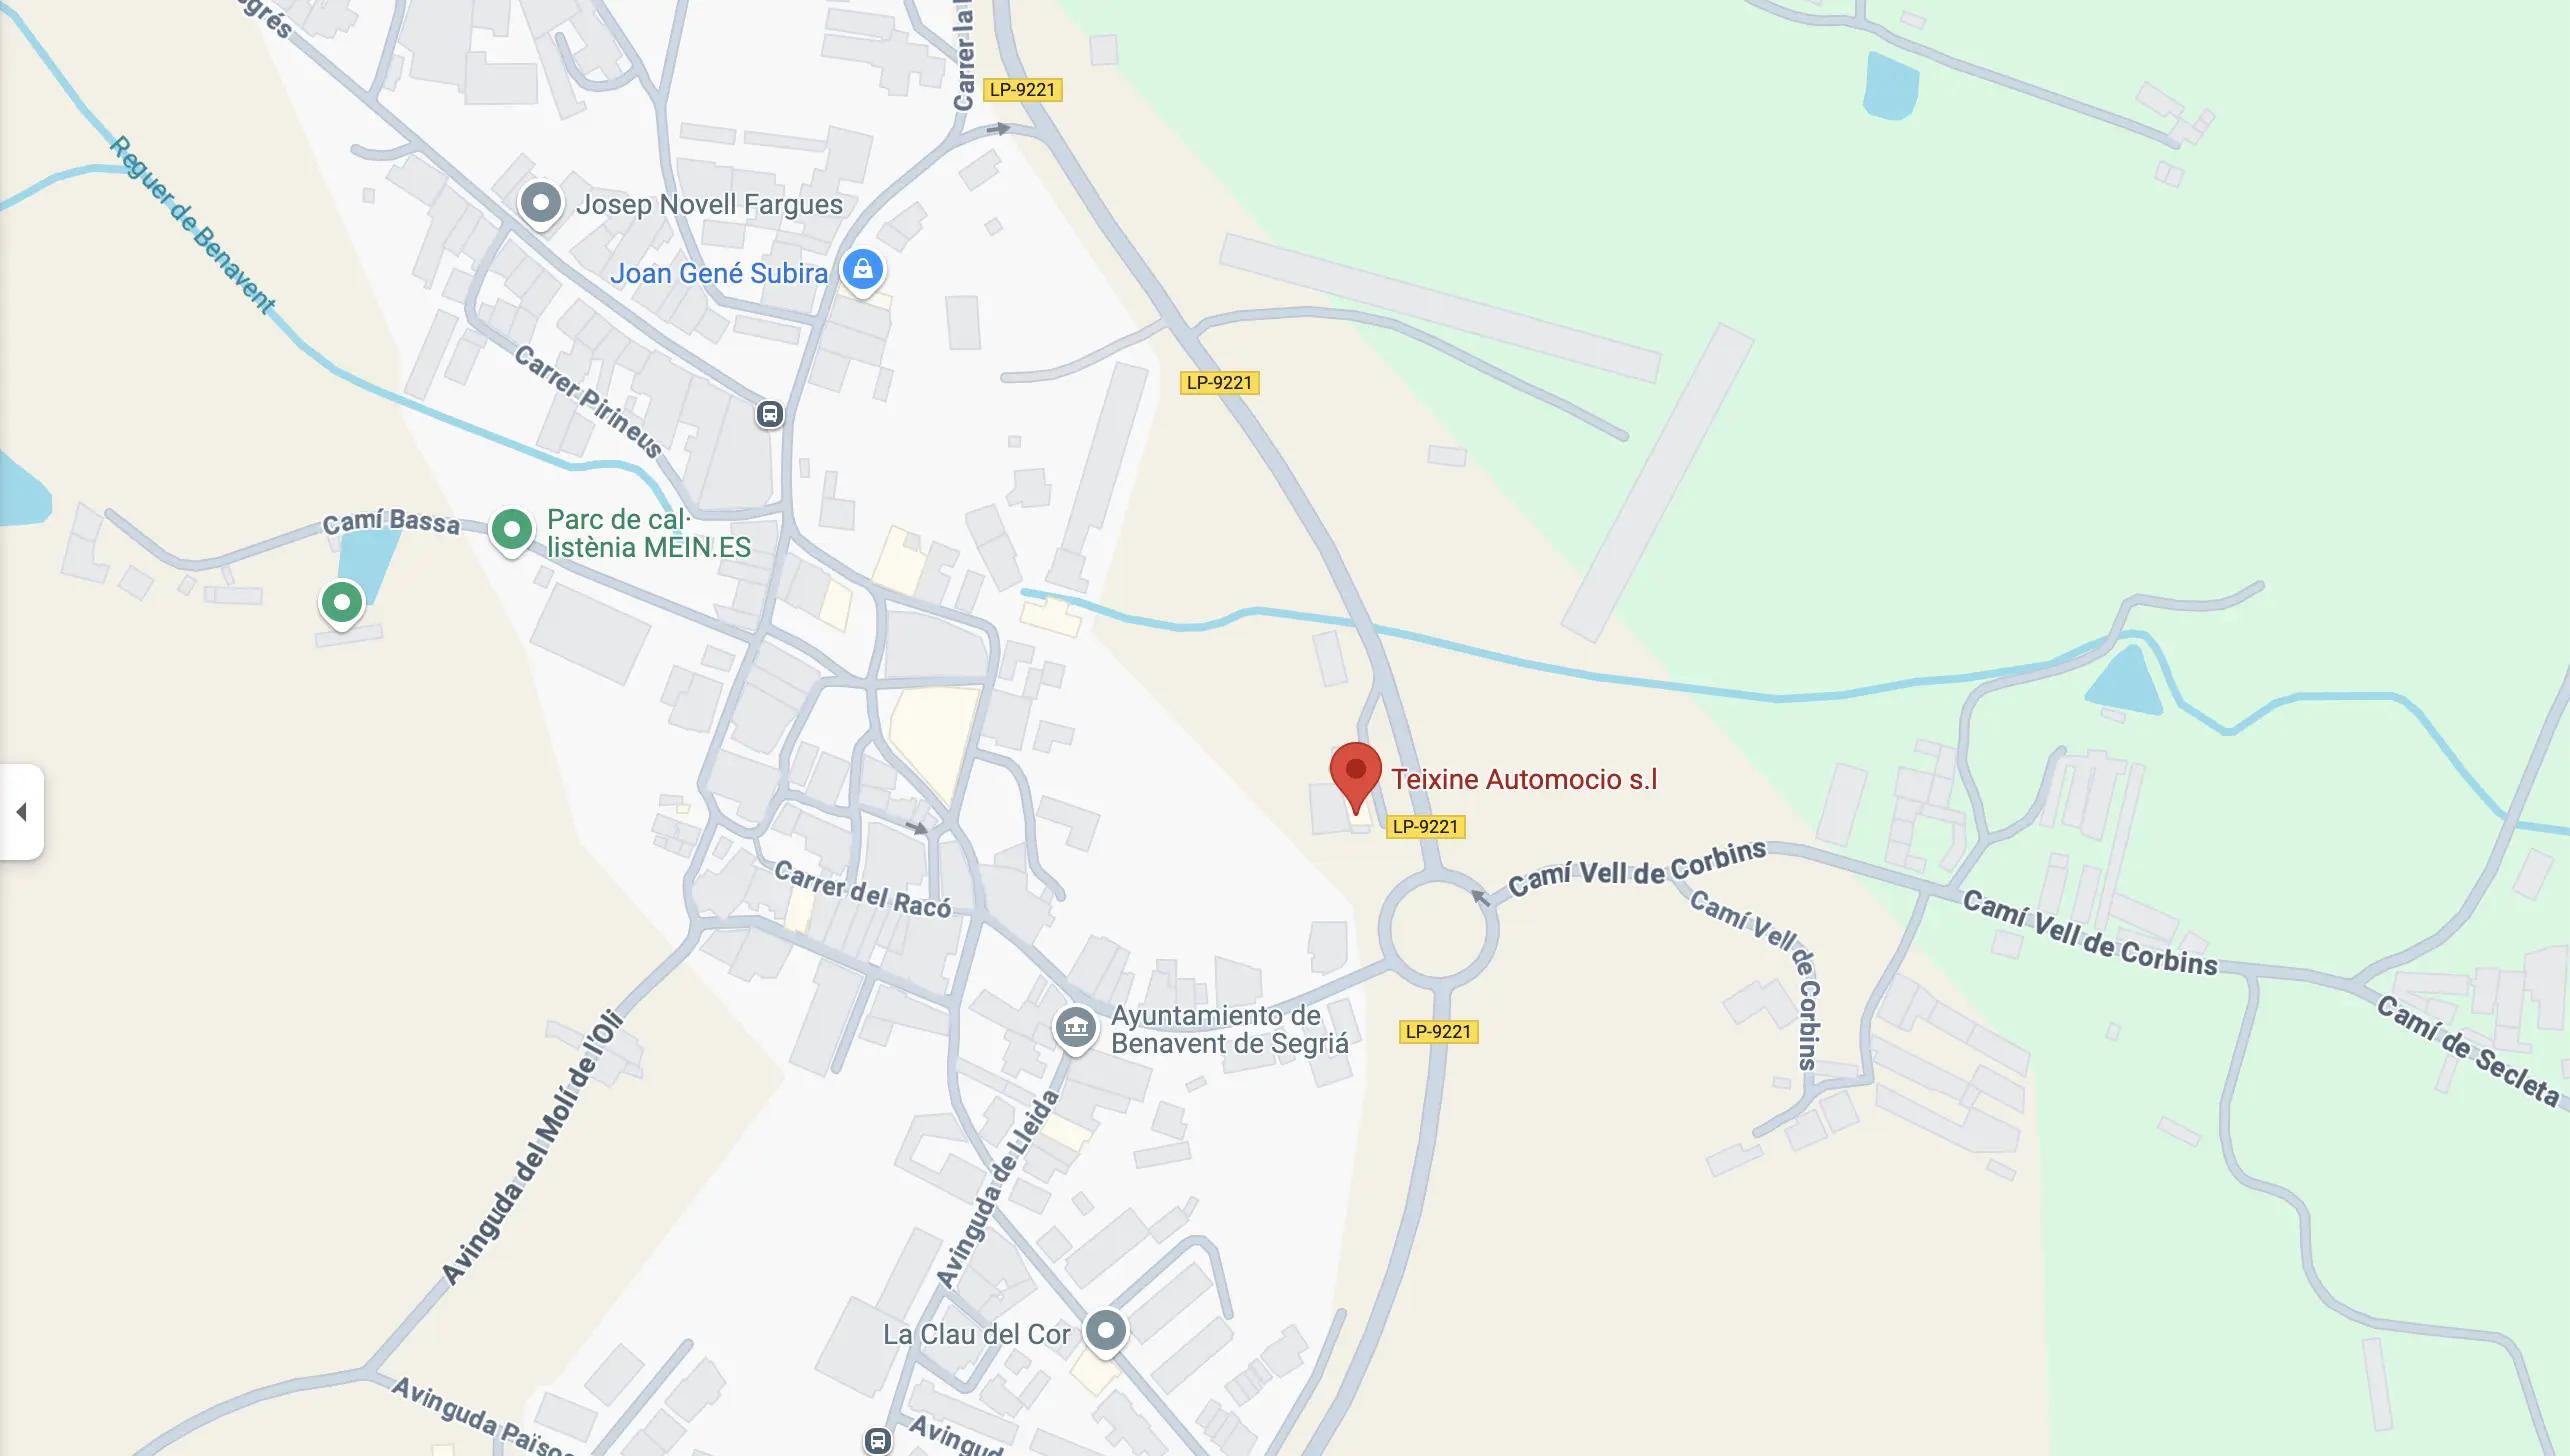 Carrer la
LP-9221
Reguer de Benavent
Josep Novell Fargues
Joan Gené Subira
LP-9221
Carrer Pirineus
Camí Bassa
Parc de cal·
listènia MEIN.ES
Teixine Automocio s.l
LP-9221
Camí Vell de Corbins
Camí Vell de Corbins
Camí Vell de Corbins
Carrer del Racó
Ayuntamiento de
Benavent de Segriá
LP-9221
Camí de Secleta
Avinguda del Molí de l'Oli
Avinguda de Lleida
La Clau del Cor
Avinguda Països
Avinguda